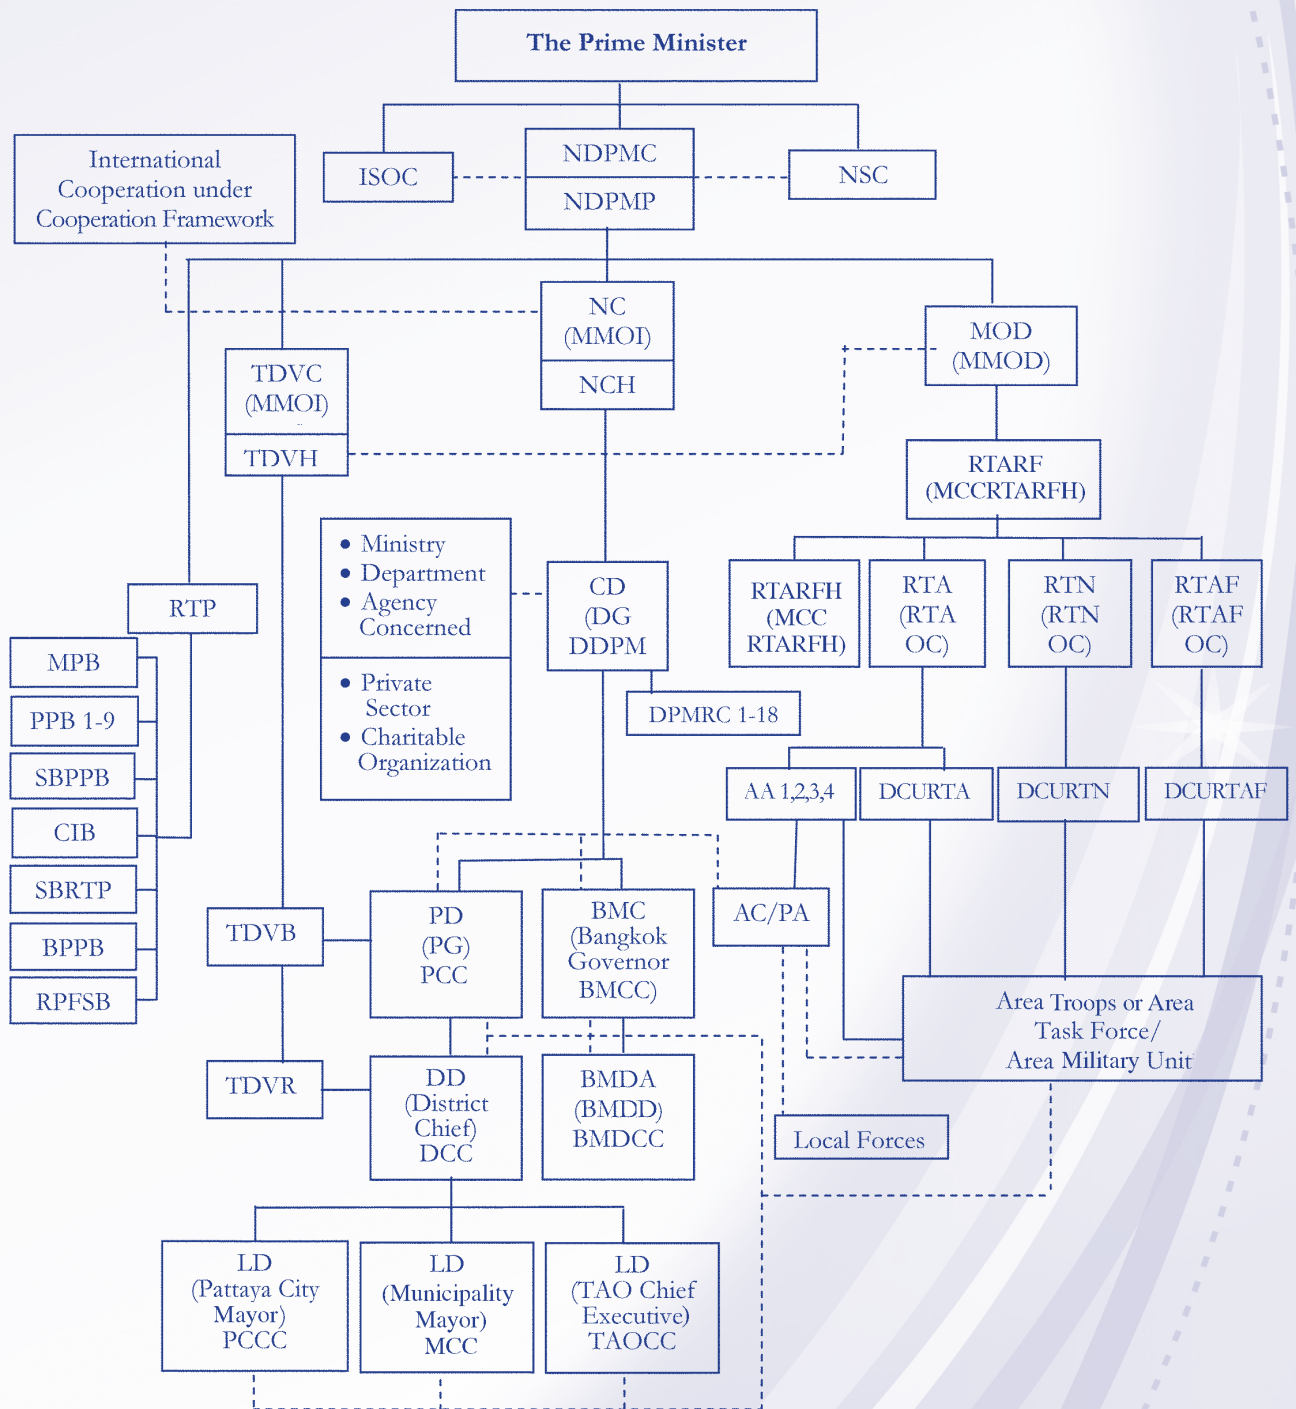 The Prime Minister
International
Cooperation under
Cooperation Framework
ISOC
NDPMC
NDPMP
NSC
NC
(MMOI)
NCH
MOD
(MMOD)
TDVC
(MMOI)
TDVH
RTARF
(MCCRTARFH)
• Ministry
• Department
• Agency
Concerned
• Private
Sector
• Charitable
Organization
CD
(DG
DDPM
DPMRC 1-18
RTARFH
(MCC
RTARFH)
RTA
(RTA
OC)
RTN
(RTN
OC)
RTAF
(RTAF
OC)
RTP
MPB
PPB 1-9
SBPPB
CIB
SBRTP
BPPB
RPFSB
AA 1,2,3,4
DCURTA
DCURTN
DCURTAF
TDVB
PD
(PG)
PCC
BMC
(Bangkok
Governor
BMCC)
AC/PA
Area Troops or Area
Task Force/
Area Military Unit
TDVR
DD
(District
Chief)
DCC
BMDA
(BMDD)
BMDCC
Local Forces
LD
(Pattaya City
Mayor)
PCCC
LD
(Municipality
Mayor)
MCC
LD
(TAO Chief
Executive)
TAOCC